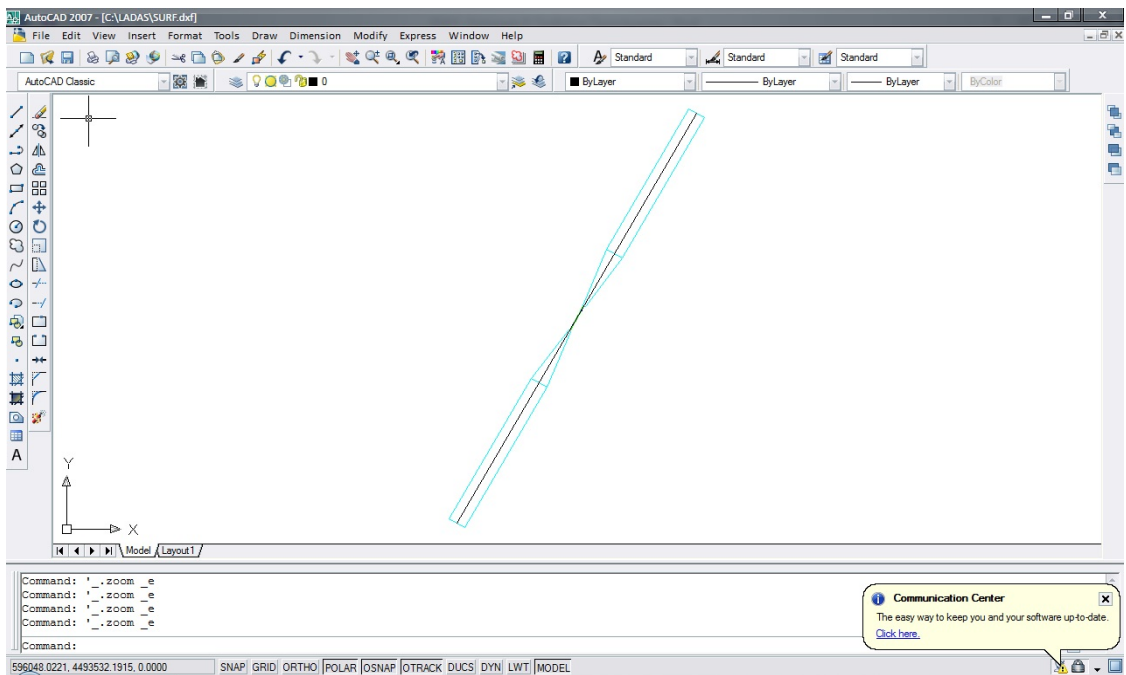 AutoCAD 2007 - [C:\LADAS\SURF.dxf]
File Edit View Insert Format Tools Draw Dimension Modify Express Window Help
Standard Standard Standard
AutoCAD Classic 0 ByLayer ByLayer ByLayer ByColor
A
Y
X
Model Layout1
Command: '_.zoom _e
Command: '_.zoom _e
Command: '_.zoom _e
Command: '_.zoom _e
Command:
Communication Center
The easy way to keep you and your software up-to-date.
Click here.
596048.0221, 4493532.1915, 0.0000 SNAP GRID ORTHO POLAR OSNAP OTRACK DUCS DYN LWT MODEL